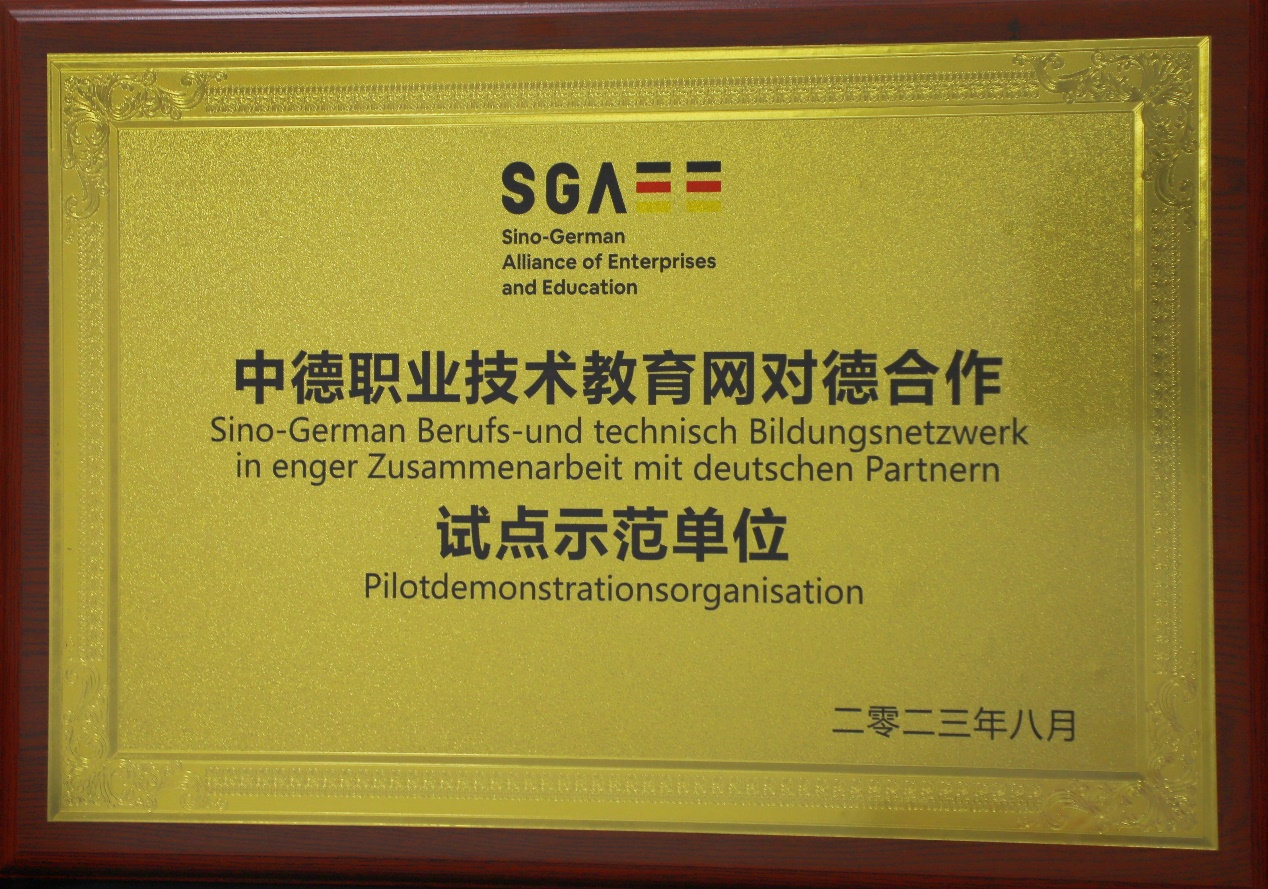 SGAEE
Sino-German
Alliance of Enterprises
and Education
中德职业技术教育网对德合作
Sino-German Berufs-und technisch Bildungsnetzwerk
in enger Zusammenarbeit mit deutschen Partnern
试点示范单位
Pilotdemonstrationsorganisation
二零二三年八月